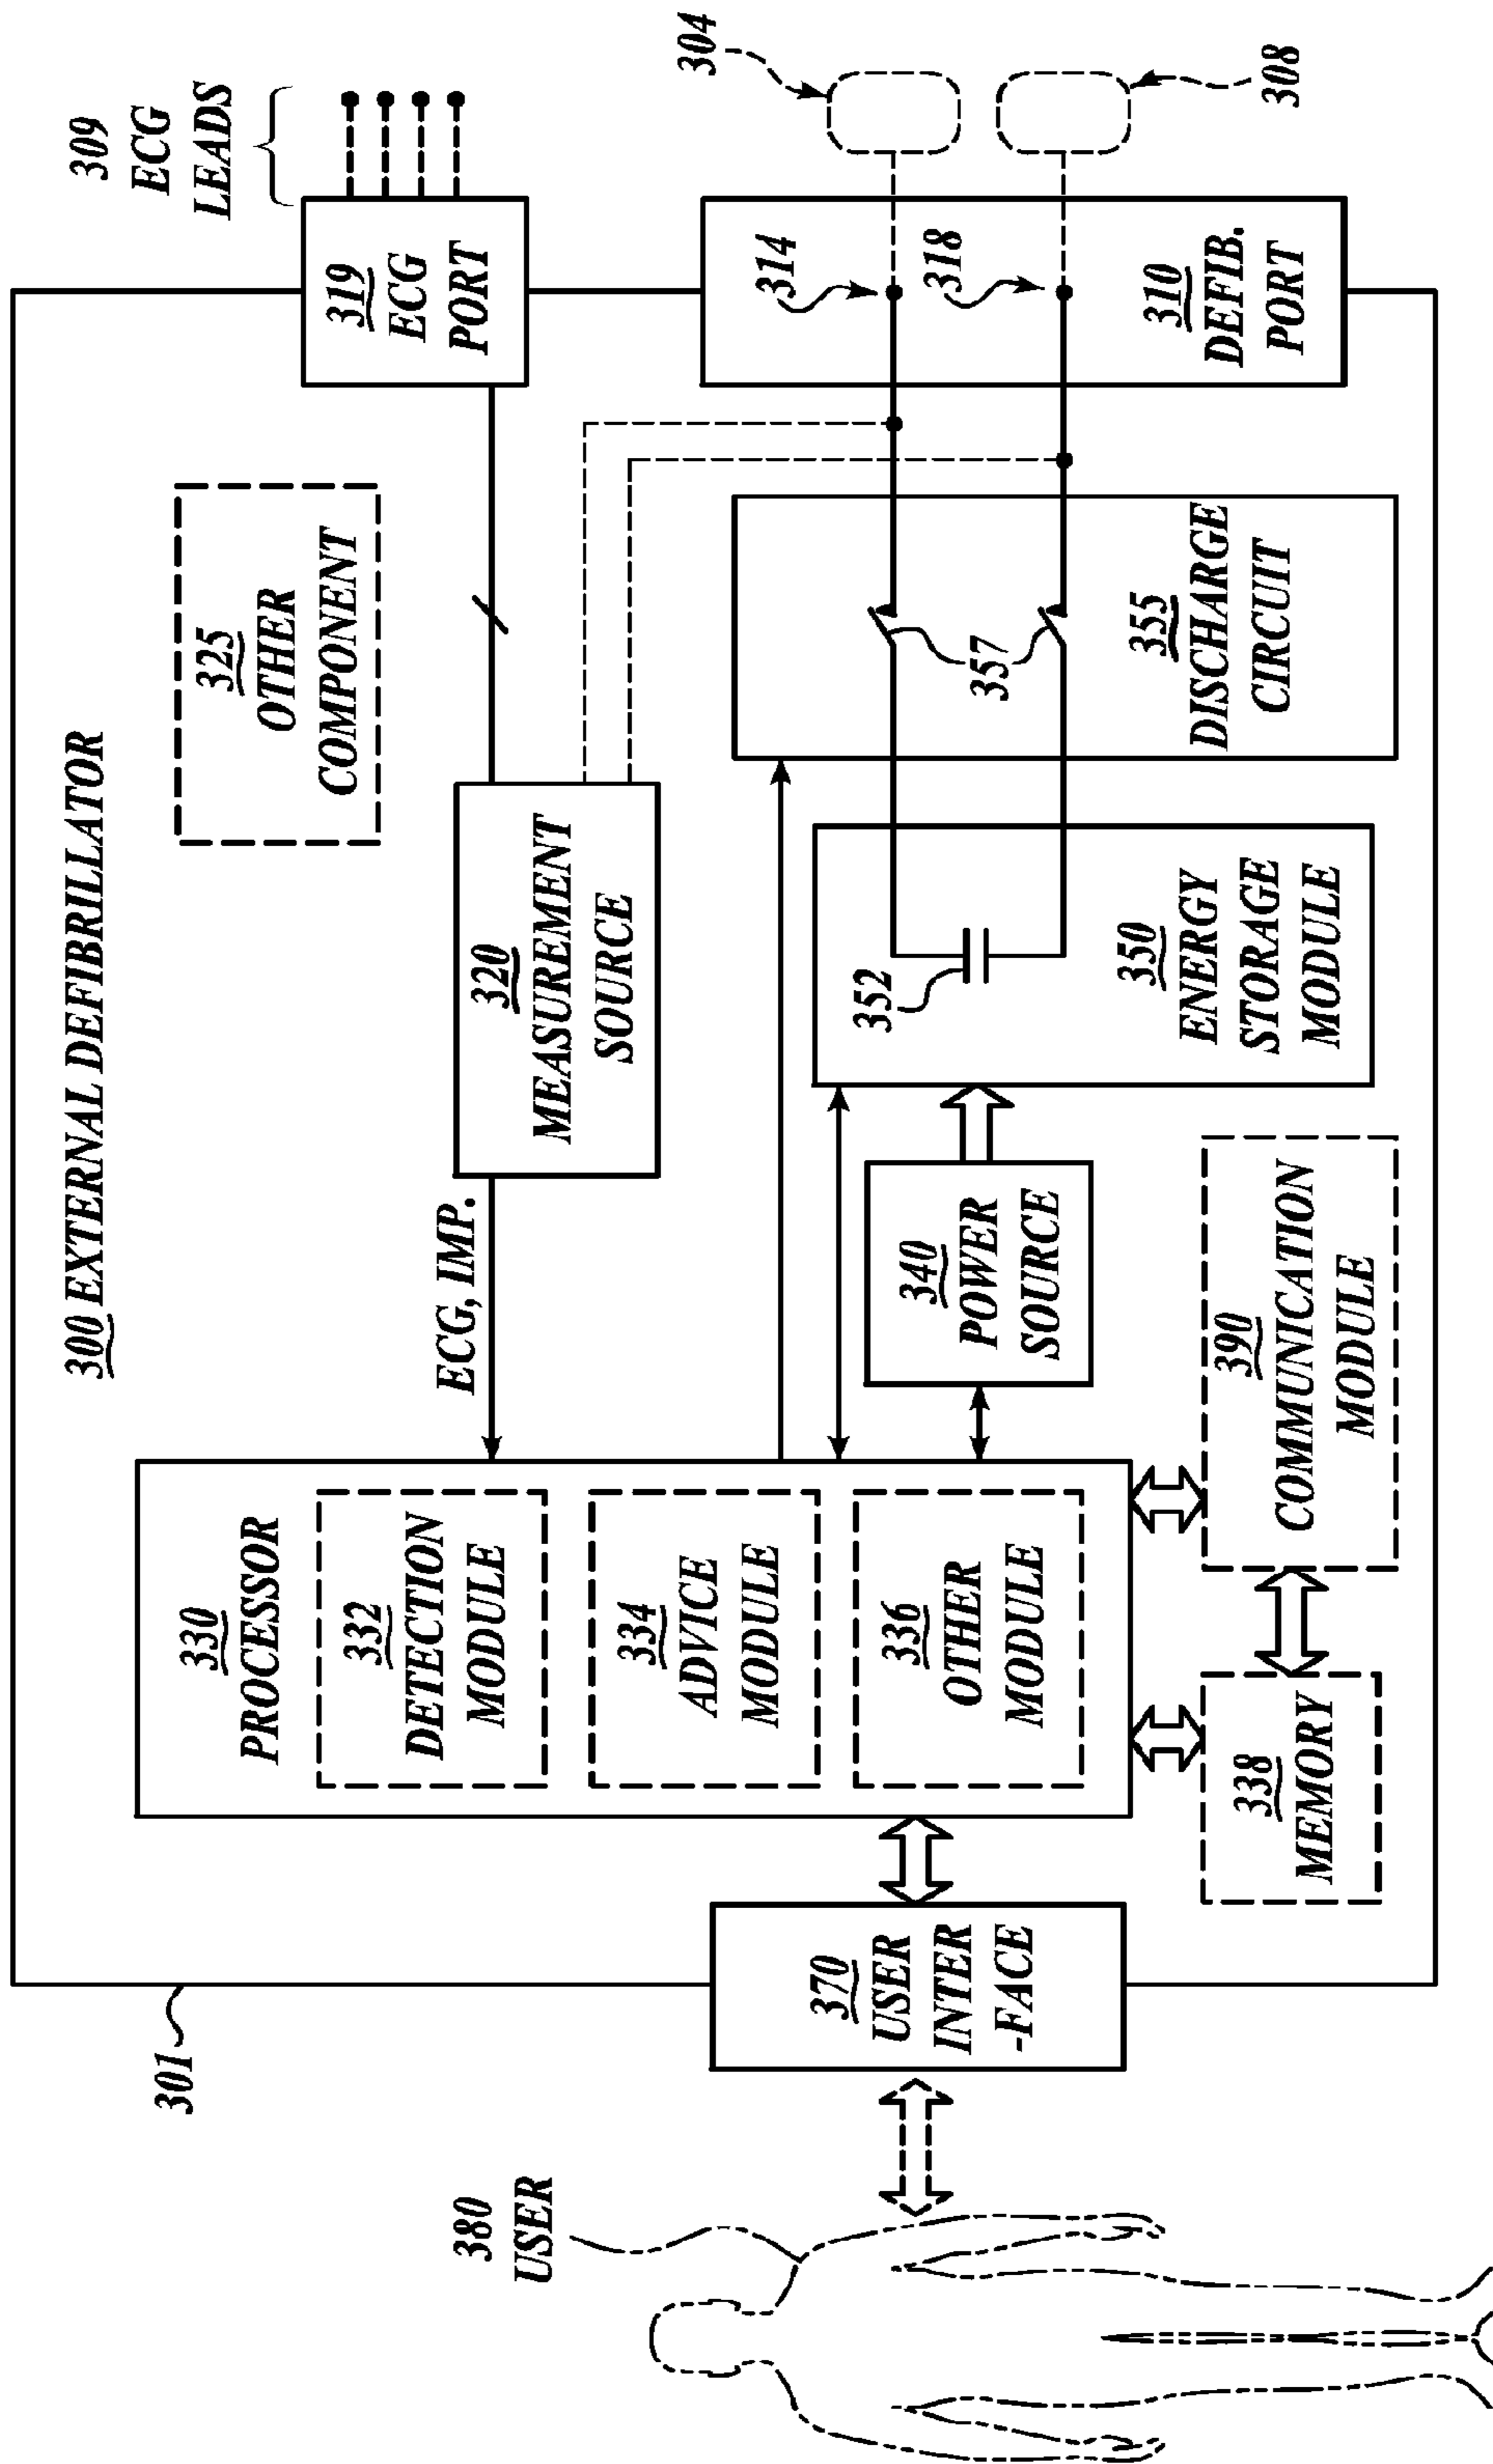 300 EXTERNAL DEFIBRILLATOR
301
380
USER
370
USER
INTER
-FACE
330
PROCESSOR
332
DETECTION
MODULE
334
ADVICE
MODULE
336
OTHER
MODULE
338
MEMORY
390
COMMUNICATION
MODULE
ECG, IMP.
320
MEASUREMENT
SOURCE
325
OTHER
COMPONENT
340
POWER
SOURCE
352
350
ENERGY
STORAGE
MODULE
357
355
DISCHARGE
CIRCUIT
319
ECG
PORT
309
ECG
LEADS
314
318
310
DEFIB.
PORT
304
308